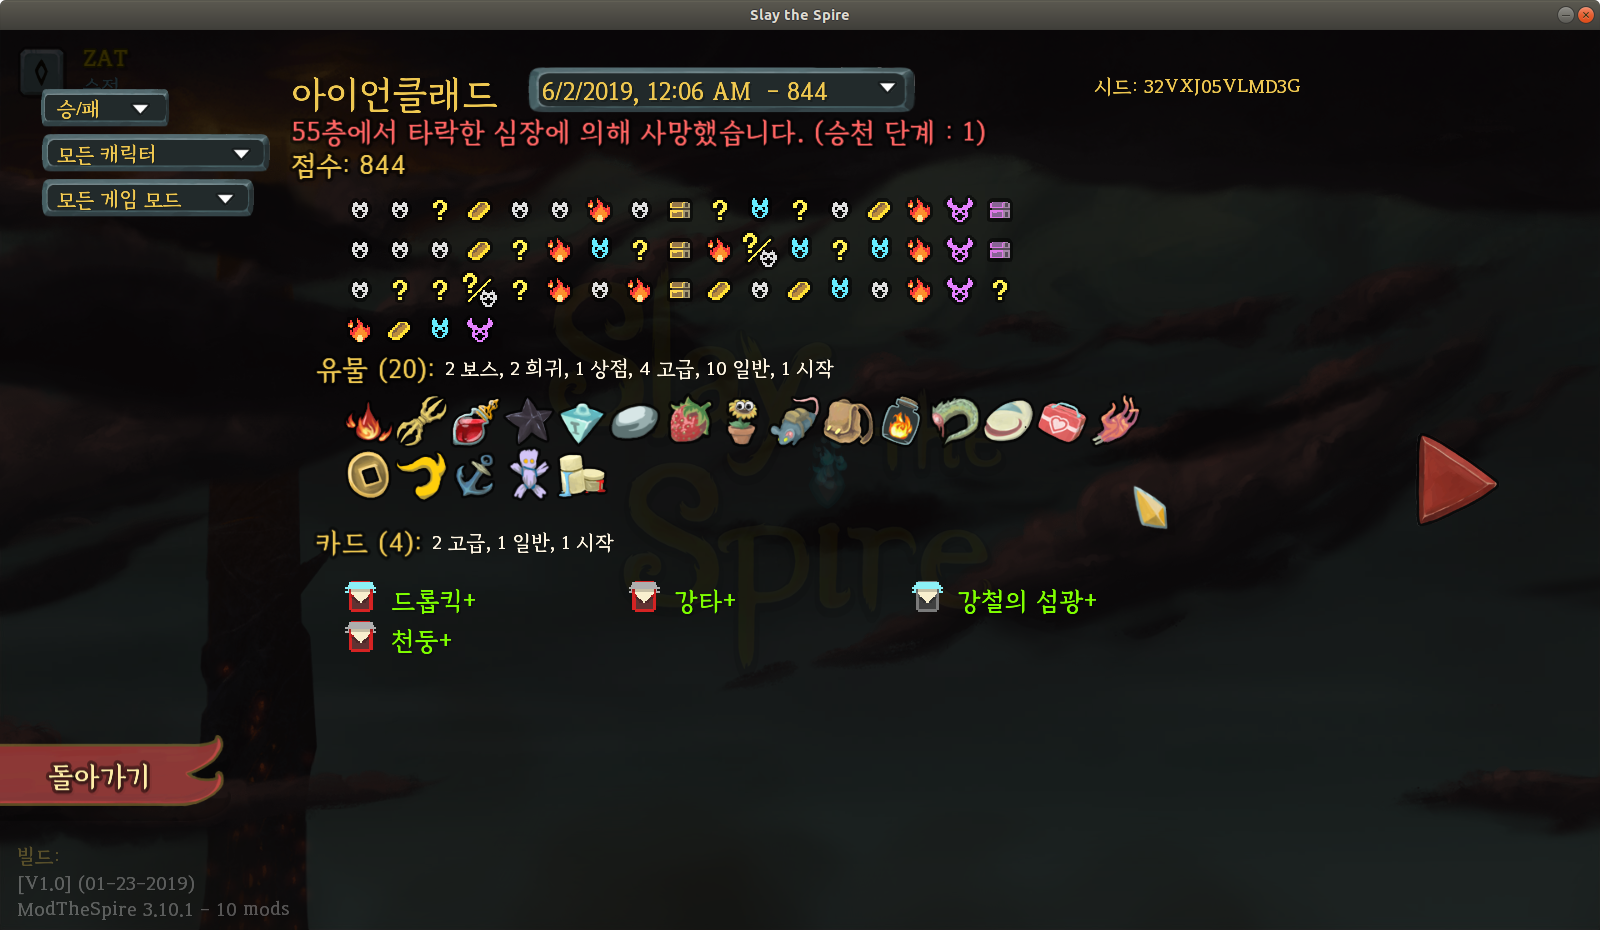 Slay the Spire
ZAT
승/패
모든 캐릭터
모든 게임 모드
아이언클래드
6/2/2019, 12:06 AM - 844
시드: 32VXJ05VLMD3G
55층에서 타락한 심장에 의해 사망했습니다. (승천 단계 : 1)
점수: 844
유물 (20): 2 보스, 2 희귀, 1 상점, 4 고급, 10 일반, 1 시작
카드 (4): 2 고급, 1 일반, 1 시작
드롭킥+
강타+
강철의 섬광+
천둥+
Slay the Spire
돌아가기
빌드:
[V1.0] (01-23-2019)
ModTheSpire 3.10.1 - 10 mods